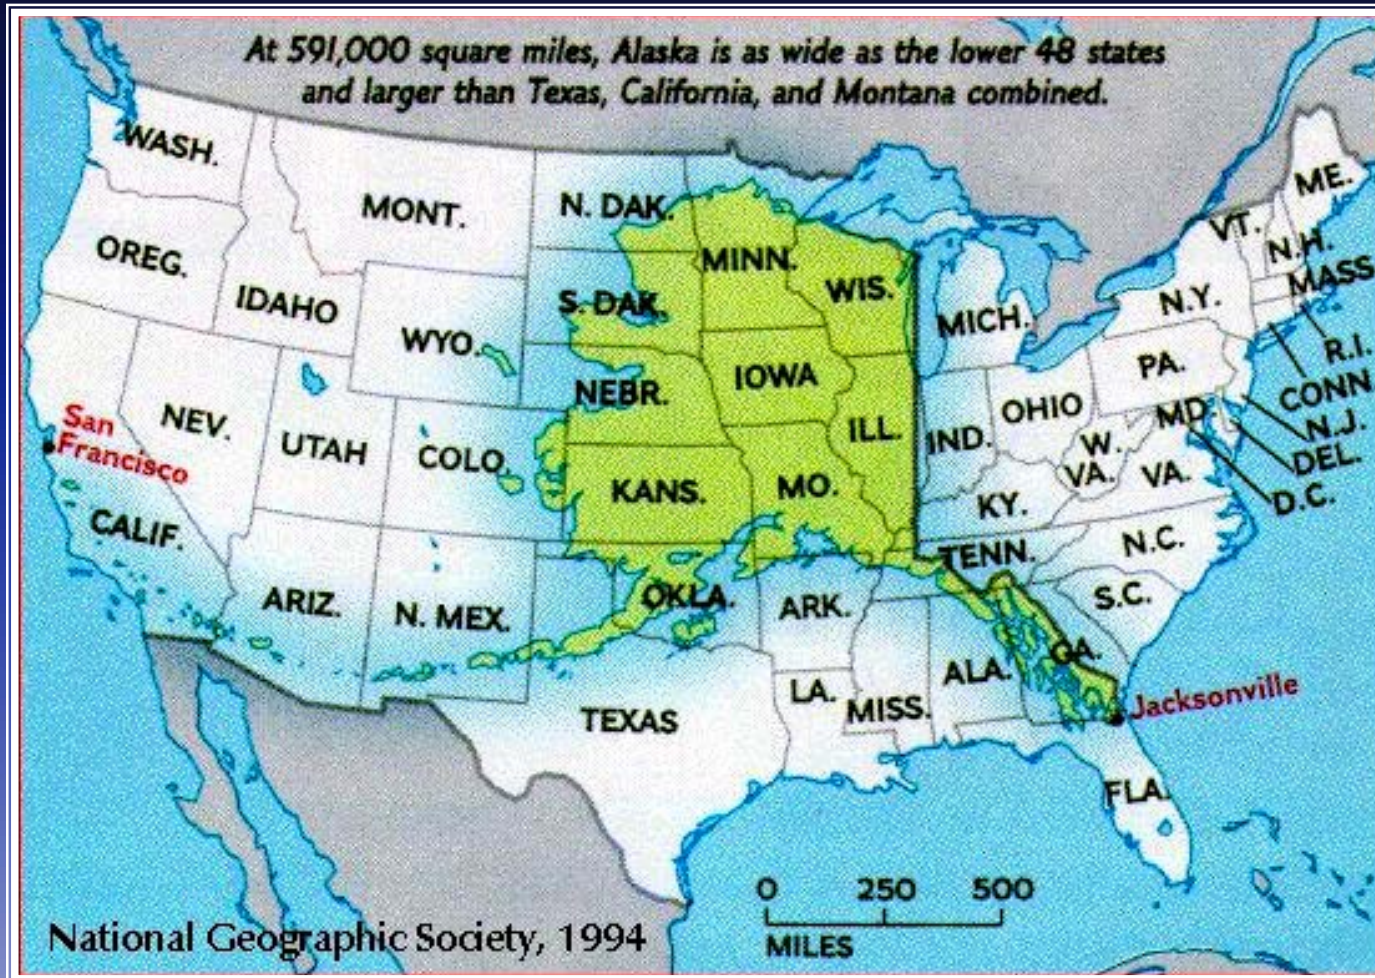 At 591,000 square miles, Alaska is as wide as the lower 48 states
and larger than Texas, California, and Montana combined.
WASH.
MONT.
N. DAK.
MINN.
ME.
VT.
N.H.
MASS
OREG.
IDAHO
WYO.
S. DAK.
WIS.
MICH.
N.Y.
R.I.
CONN
N.J.
DEL.
D.C.
San
Francisco
NEV.
UTAH
COLO.
NEBR.
IOWA
ILL.
IND.
OHIO
PA.
MD.
W.
VA.
VA.
CALIF.
KANS.
MO.
KY.
ARIZ.
N. MEX.
OKLA.
ARK.
TENN.
N.C.
S.C.
TEXAS
LA.
MISS.
ALA.
GA.
Jacksonville
FLA.
0 250 500
MILES
National Geographic Society, 1994